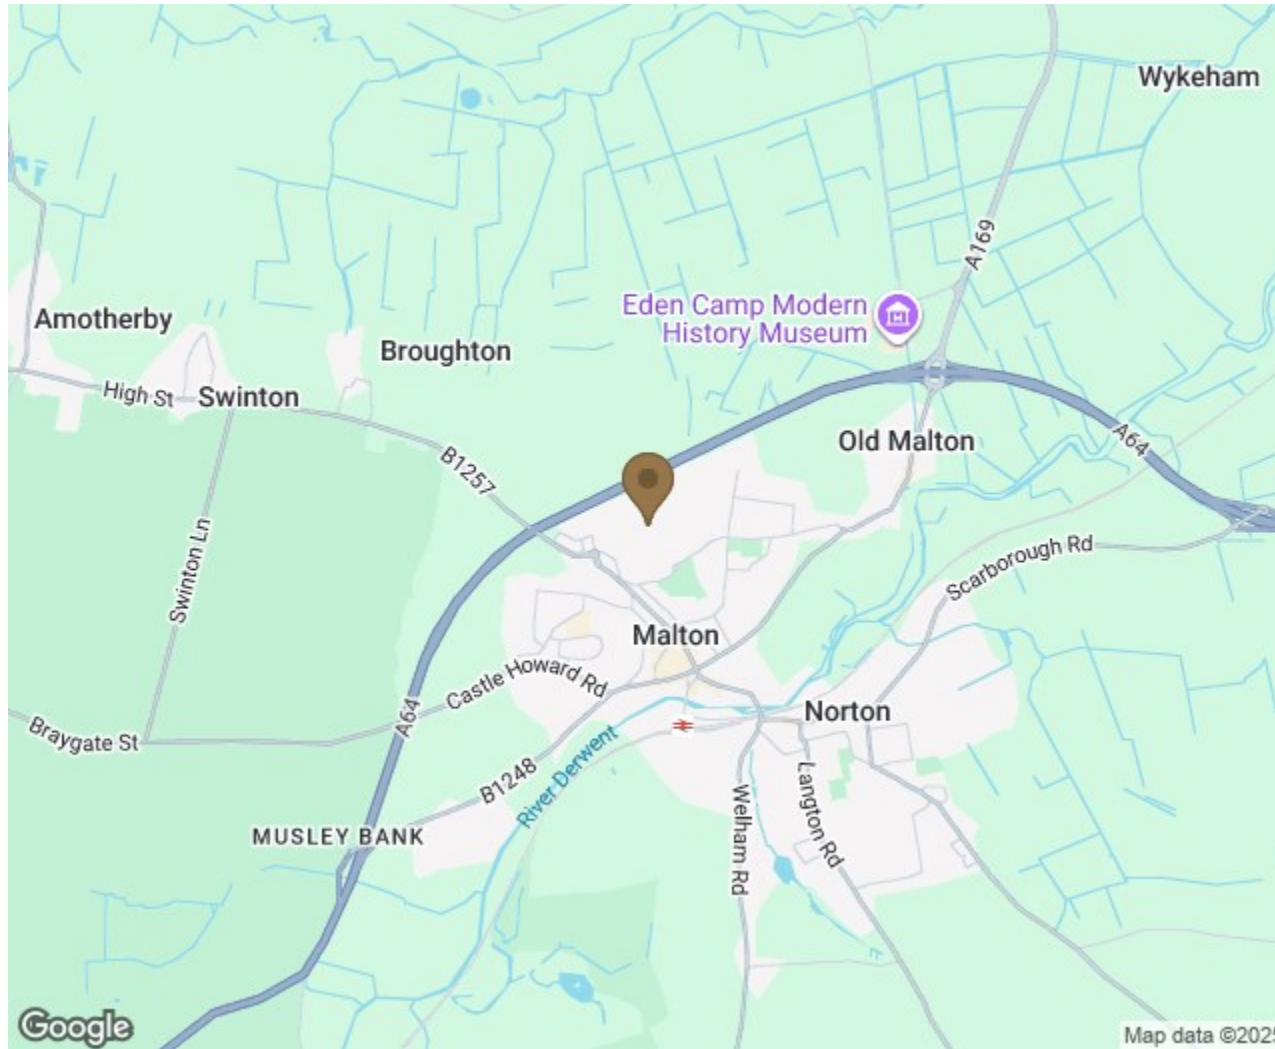 Wykeham
A169
Eden Camp Modern
History Museum
Amotherby
Broughton
High St
Swinton
B1257
Old Malton
A64
Swinton Ln
Scarborough Rd
Malton
Castle Howard Rd
A64
Braygate St
Norton
River Derwent
B1248
Langton Rd
Welham Rd
MUSLEY BANK
Google
Map data ©2025